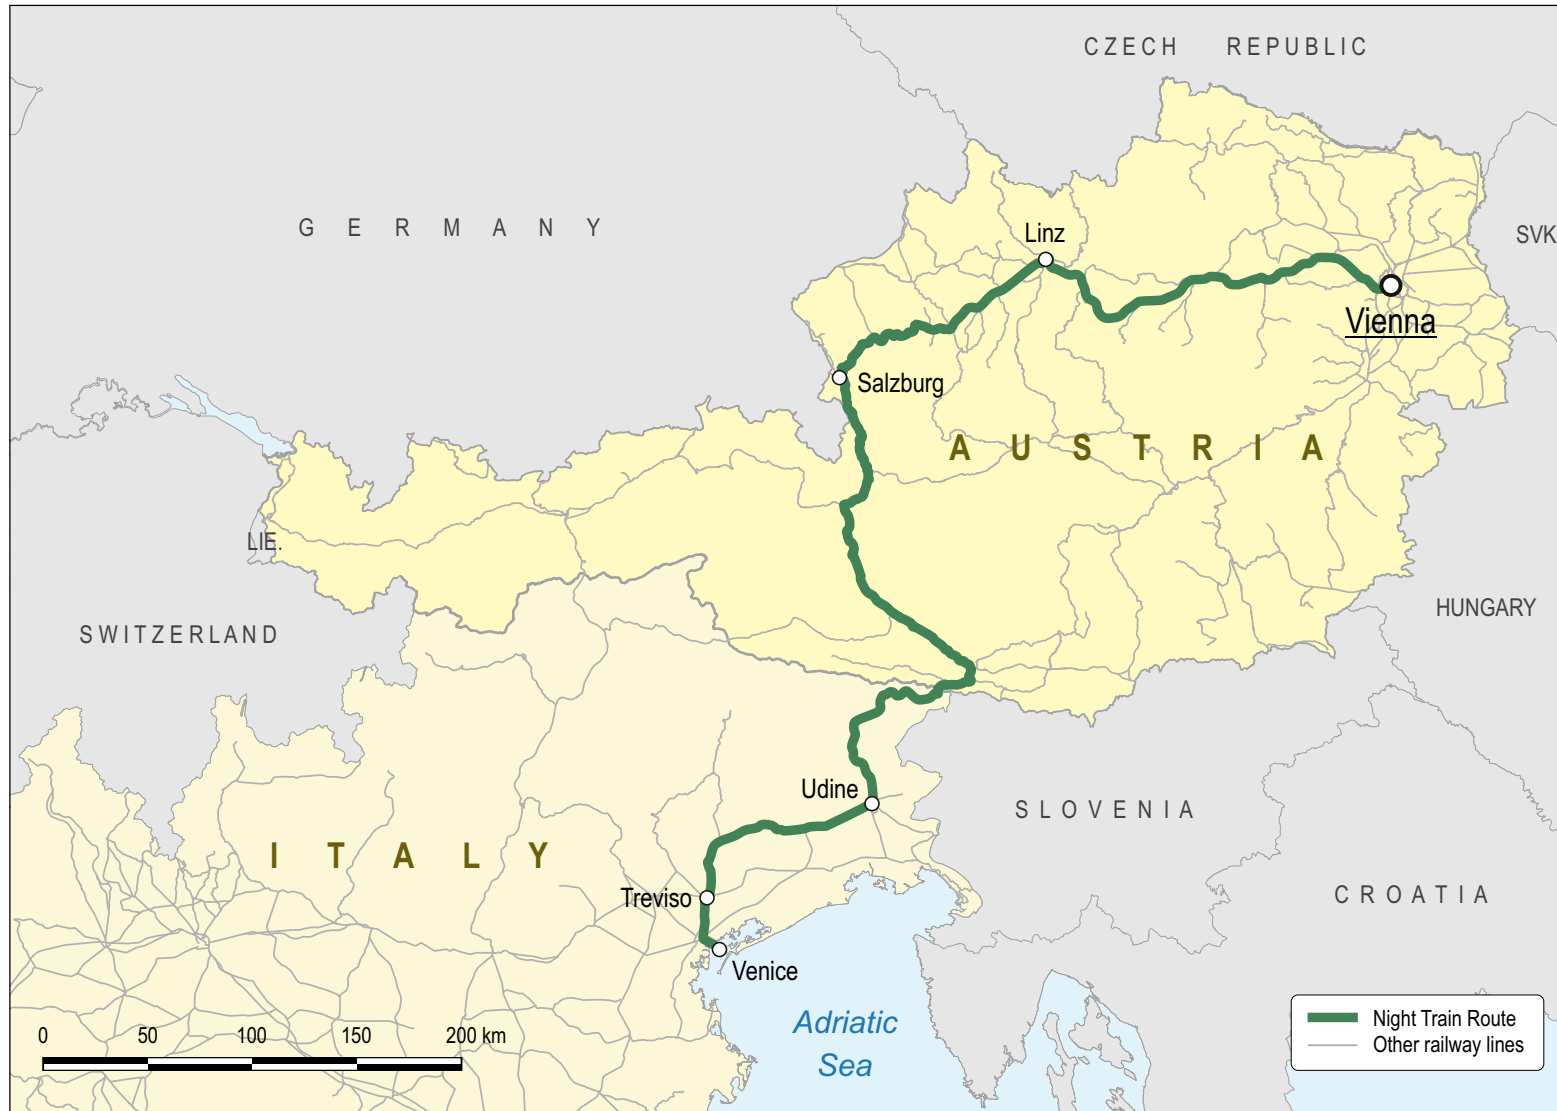 CZECH REPUBLIC
GERMANY
Linz
SVK
Vienna
Salzburg
AUSTRIA
LIE.
SWITZERLAND
HUNGARY
Udine
SLOVENIA
ITALY
Treviso
CROATIA
Venice
Adriatic
Sea
0 50 100 150 200 km
Night Train Route
Other railway lines